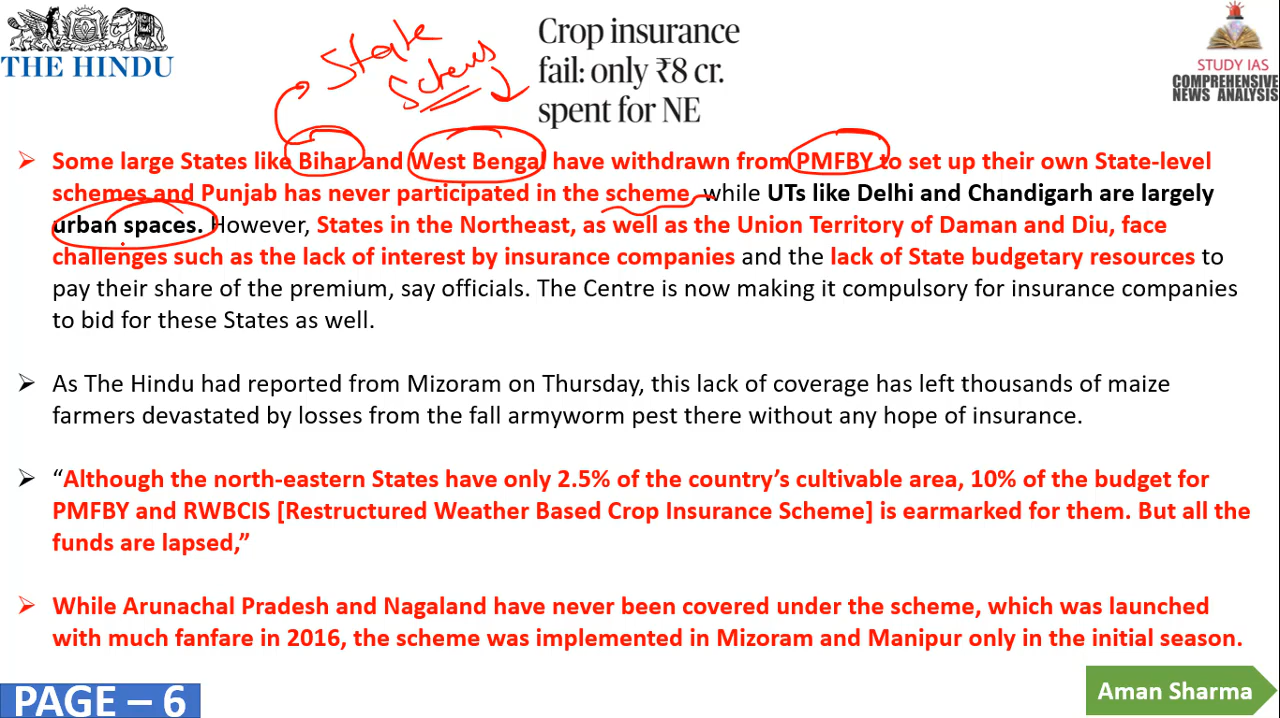 THE HINDU
State
Schemes
Crop insurance
fail: only ₹8 cr.
spent for NE
STUDY IAS
COMPREHENSIVE
NEWS ANALYSIS
➢ Some large States like Bihar and West Bengal have withdrawn from PMFBY to set up their own State-level
schemes and Punjab has never participated in the scheme, while UTs like Delhi and Chandigarh are largely
urban spaces. However, States in the Northeast, as well as the Union Territory of Daman and Diu, face
challenges such as the lack of interest by insurance companies and the lack of State budgetary resources to
pay their share of the premium, say officials. The Centre is now making it compulsory for insurance companies
to bid for these States as well.
➢ As The Hindu had reported from Mizoram on Thursday, this lack of coverage has left thousands of maize
farmers devastated by losses from the fall armyworm pest there without any hope of insurance.
➢ “Although the north-eastern States have only 2.5% of the country’s cultivable area, 10% of the budget for
PMFBY and RWBCIS [Restructured Weather Based Crop Insurance Scheme] is earmarked for them. But all the
funds are lapsed,”
➢ While Arunachal Pradesh and Nagaland have never been covered under the scheme, which was launched
with much fanfare in 2016, the scheme was implemented in Mizoram and Manipur only in the initial season.
PAGE – 6
Aman Sharma